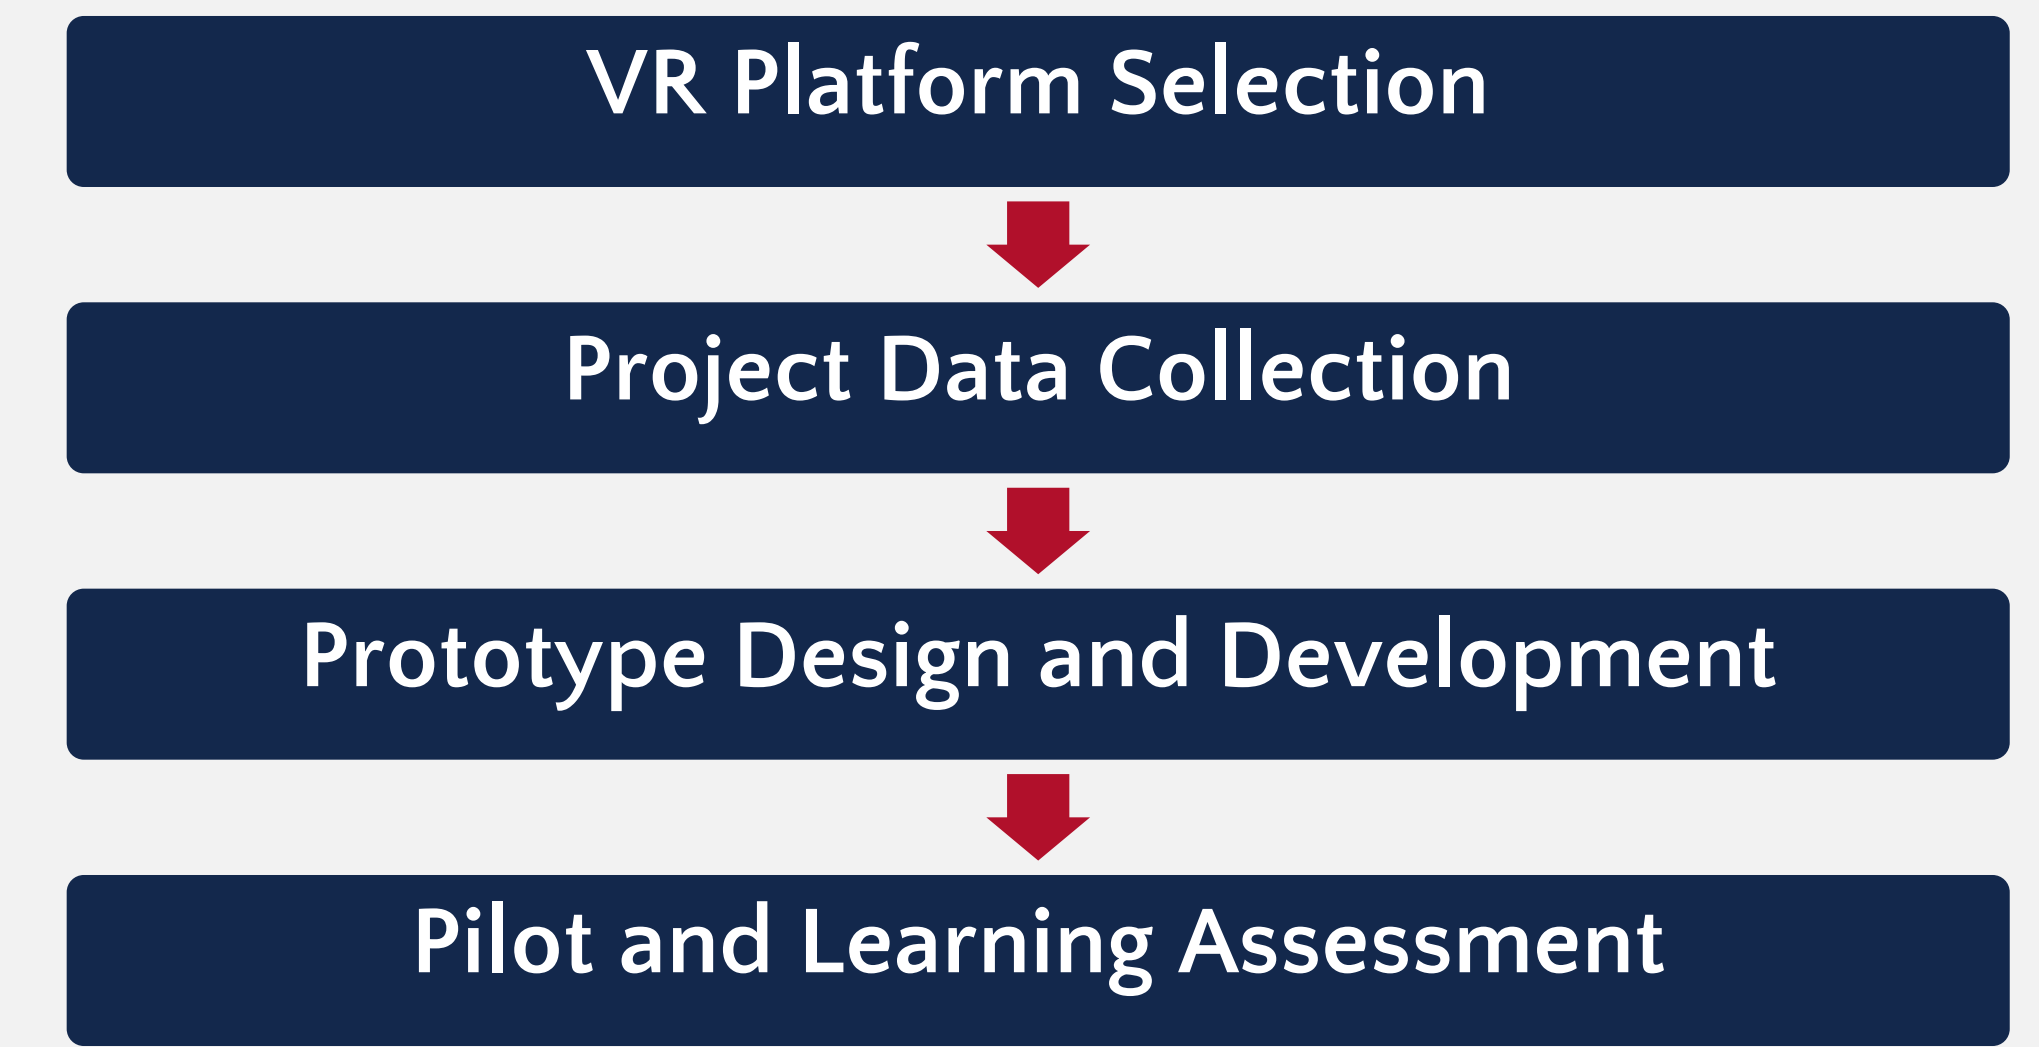 VR Platform Selection
Project Data Collection
Prototype Design and Development
Pilot and Learning Assessment